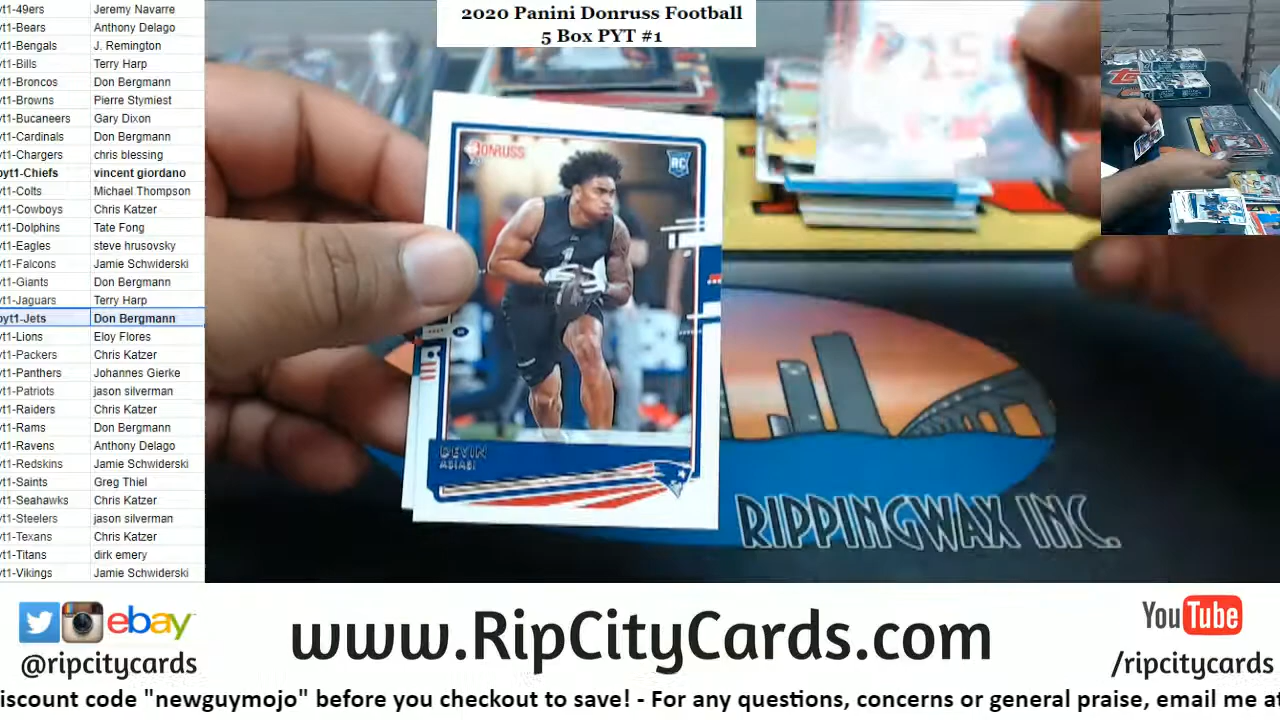 2020 Panini Donruss Football
5 Box PYT #1
yt1-49ers Jeremy Navarre
yt1-Bears Anthony Delago
yt1-Bengals J. Remington
yt1-Bills Terry Harp
yt1-Broncos Don Bergmann
yt1-Browns Pierre Stymiest
yt1-Bucaneers Gary Dixon
yt1-Cardinals Don Bergmann
yt1-Chargers chris blessing
pyt1-Chiefs vincent giordano
yt1-Colts Michael Thompson
yt1-Cowboys Chris Katzer
yt1-Dolphins Tate Fong
yt1-Eagles steve hrusovsky
yt1-Falcons Jamie Schwiderski
yt1-Giants Don Bergmann
yt1-Jaguars Terry Harp
pyt1-Jets Don Bergmann
yt1-Lions Eloy Flores
yt1-Packers Chris Katzer
yt1-Panthers Johannes Gierke
yt1-Patriots jason silverman
yt1-Raiders Chris Katzer
yt1-Rams Don Bergmann
yt1-Ravens Anthony Delago
yt1-Redskins Jamie Schwiderski
yt1-Saints Greg Thiel
yt1-Seahawks Chris Katzer
yt1-Steelers jason silverman
yt1-Texans Chris Katzer
yt1-Titans dirk emery
yt1-Vikings Jamie Schwiderski
DONRUSS
RC
DEVIN
ASIASI
RIPPINGWAX INC.
ebay
@ripcitycards
www.RipCityCards.com
YouTube
/ripcitycards
iscount code "newguymojo" before you checkout to save! - For any questions, concerns or general praise, email me at